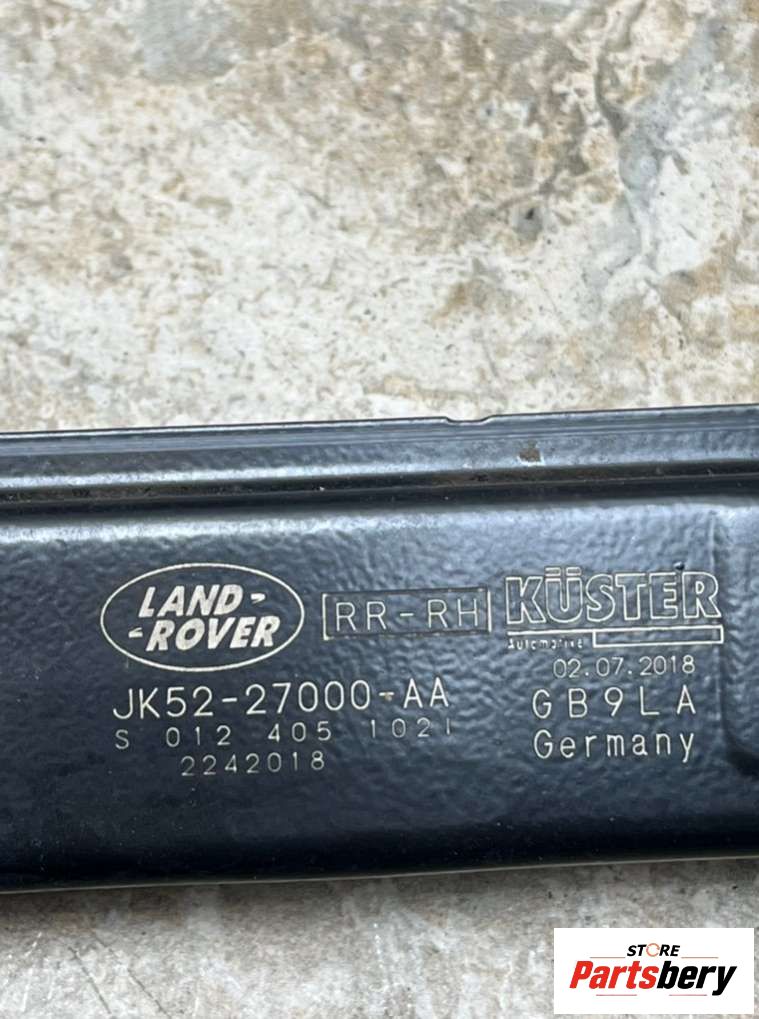 LAND-
-ROVER
RR-RH
KÜSTER
Automotive
02.07.2018
JK52-27000-AA
GB9LA
S 012 405 102I
Germany
2242018
STORE
Partsbery